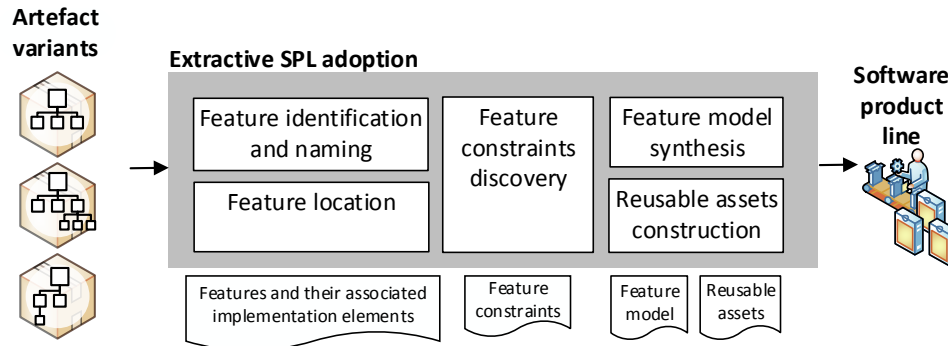 Artefact
variants
Extractive SPL adoption
Feature identification
and naming
Feature location
Feature
constraints
discovery
Feature model
synthesis
Reusable assets
construction
Software
product
line
Features and their associated
implementation elements
Feature
constraints
Feature
model
Reusable
assets